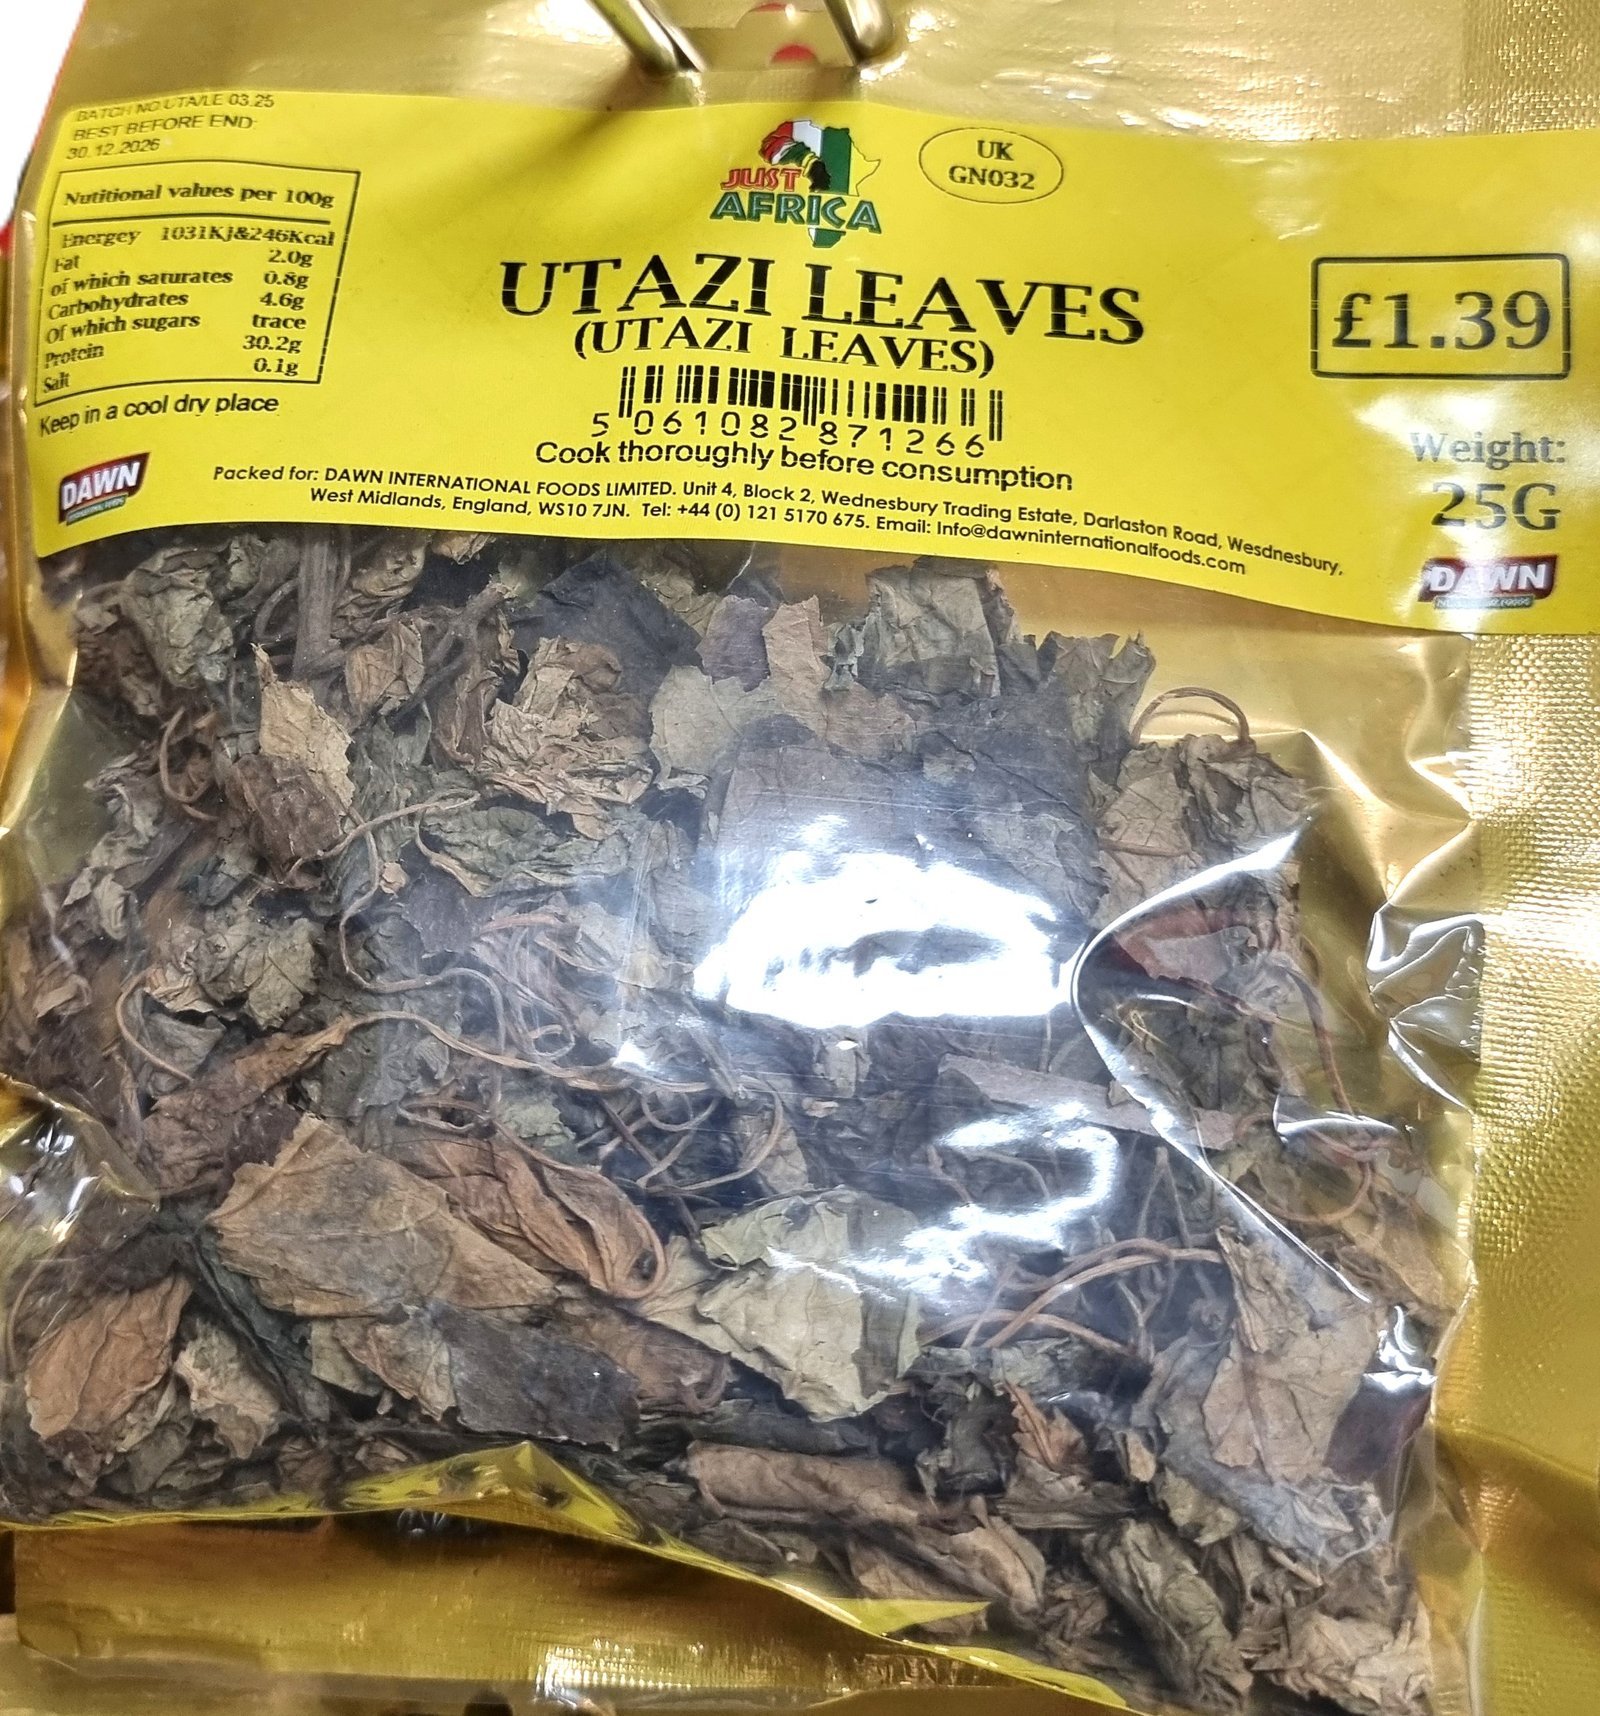 BATCH NO UTA/LE 03.25
BEST BEFORE END:
30.12.2026
Nutitional values per 100g
Energey 1031KJ&246Kcal
Fat 2.0g
of which saturates 0.8g
Carbohydrates 4.6g
Of which sugars trace
Protein 30.2g
Salt 0.1g
Keep in a cool dry place
DAWN
JUST
AFRICA
UK
GN032
UTAZI LEAVES
(UTAZI LEAVES)
5 061082 871266
Cook thoroughly before consumption
Packed for: DAWN INTERNATIONAL FOODS LIMITED. Unit 4, Block 2, Wednesbury Trading Estate, Darlaston Road, Wesdnesbury,
West Midlands, England, WS10 7JN. Tel: +44 (0) 121 5170 675. Email: Info@dawninternationalfoods.com
£1.39
Weight:
25G
DAWN